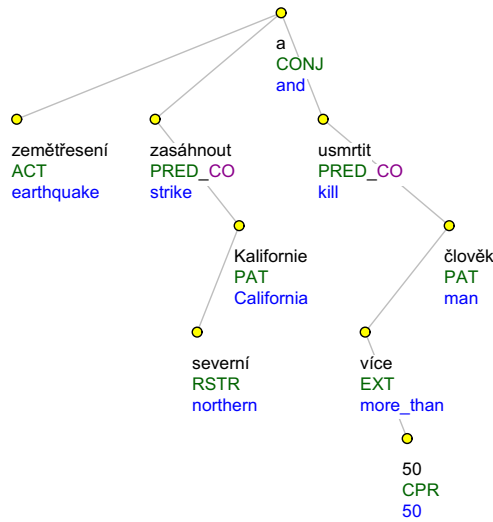 a
CONJ
and
zemětřesení
ACT
earthquake
zasáhnout
PRED_CO
strike
usmrtit
PRED_CO
kill
Kalifornie
PAT
California
člověk
PAT
man
severní
RSTR
northern
více
EXT
more_than
50
CPR
50